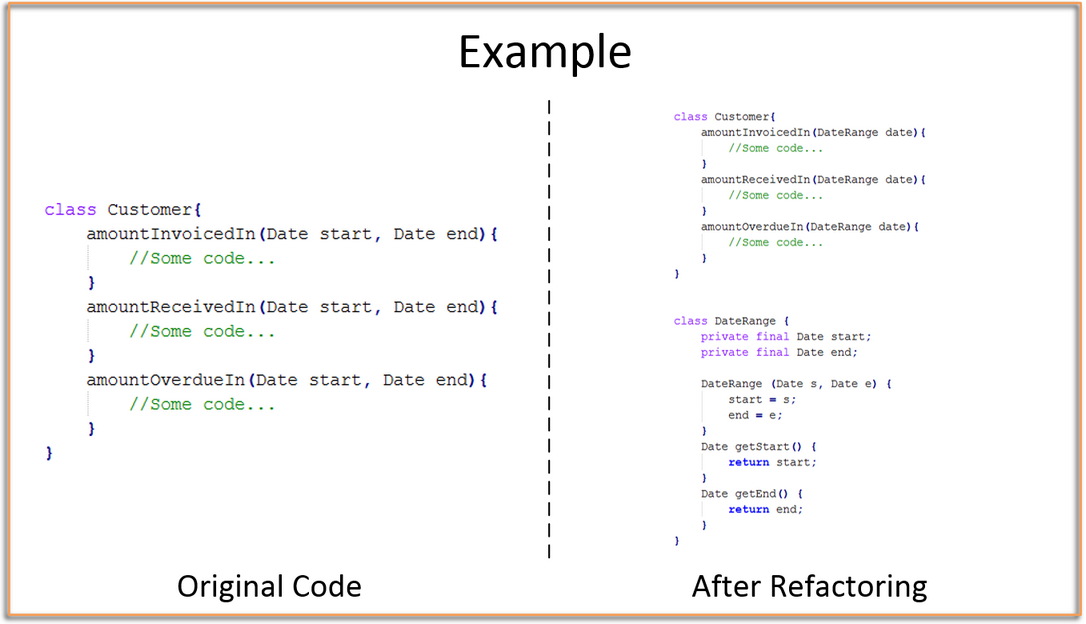 Example
class Customer{
    amountInvoicedIn(Date start, Date end){
        //Some code...
    }
    amountReceivedIn(Date start, Date end){
        //Some code...
    }
    amountOverdueIn(Date start, Date end){
        //Some code...
    }
}
Original Code
class Customer{
    amountInvoicedIn(DateRange date){
        //Some code...
    }
    amountReceivedIn(DateRange date){
        //Some code...
    }
    amountOverdueIn(DateRange date){
        //Some code...
    }
}
class DateRange {
    private final Date start;
    private final Date end;
    DateRange (Date s, Date e) {
        start = s;
        end = e;
    }
    Date getStart() {
        return start;
    }
    Date getEnd() {
        return end;
    }
}
After Refactoring